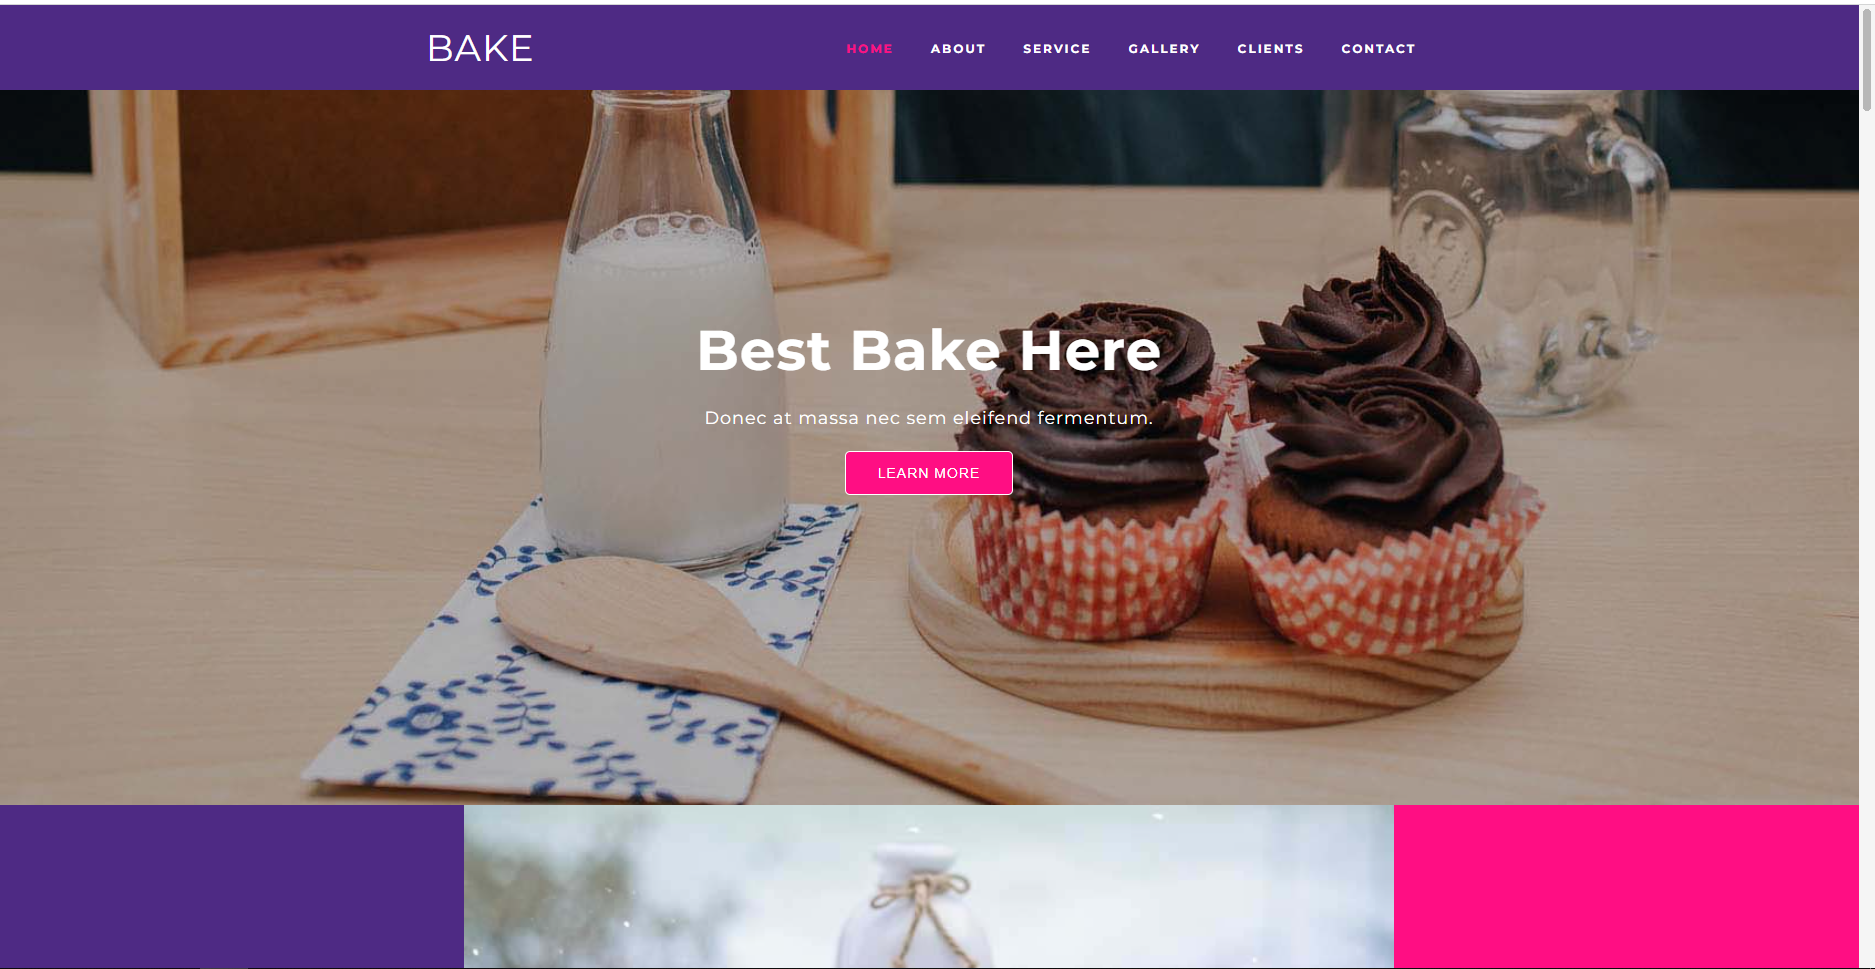 BAKE
HOME ABOUT SERVICE GALLERY CLIENTS CONTACT
Best Bake Here
Donec at massa nec sem eleifend fermentum.
LEARN MORE